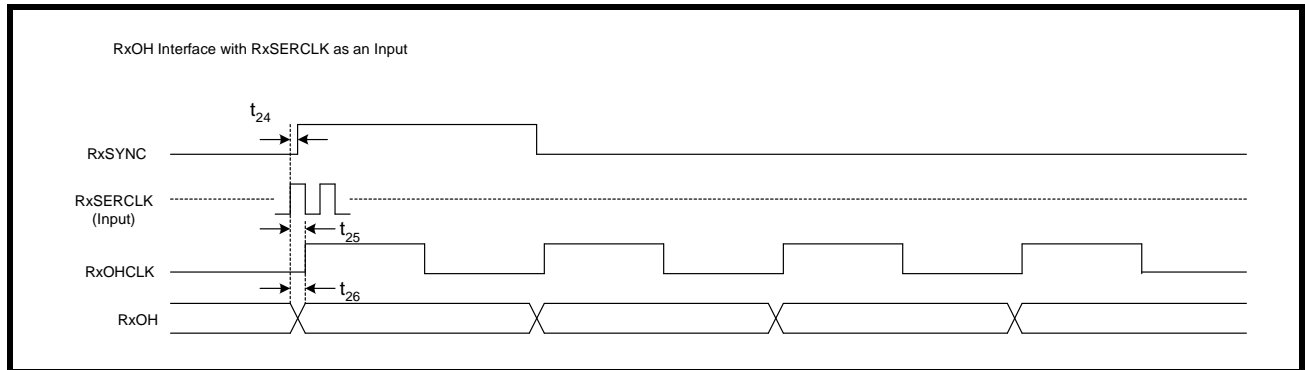 RxOH Interface with RxSERCLK as an Input
t24
RxSYNC
RxSERCLK
(Input)
t25
RxOHCLK
t26
RxOH